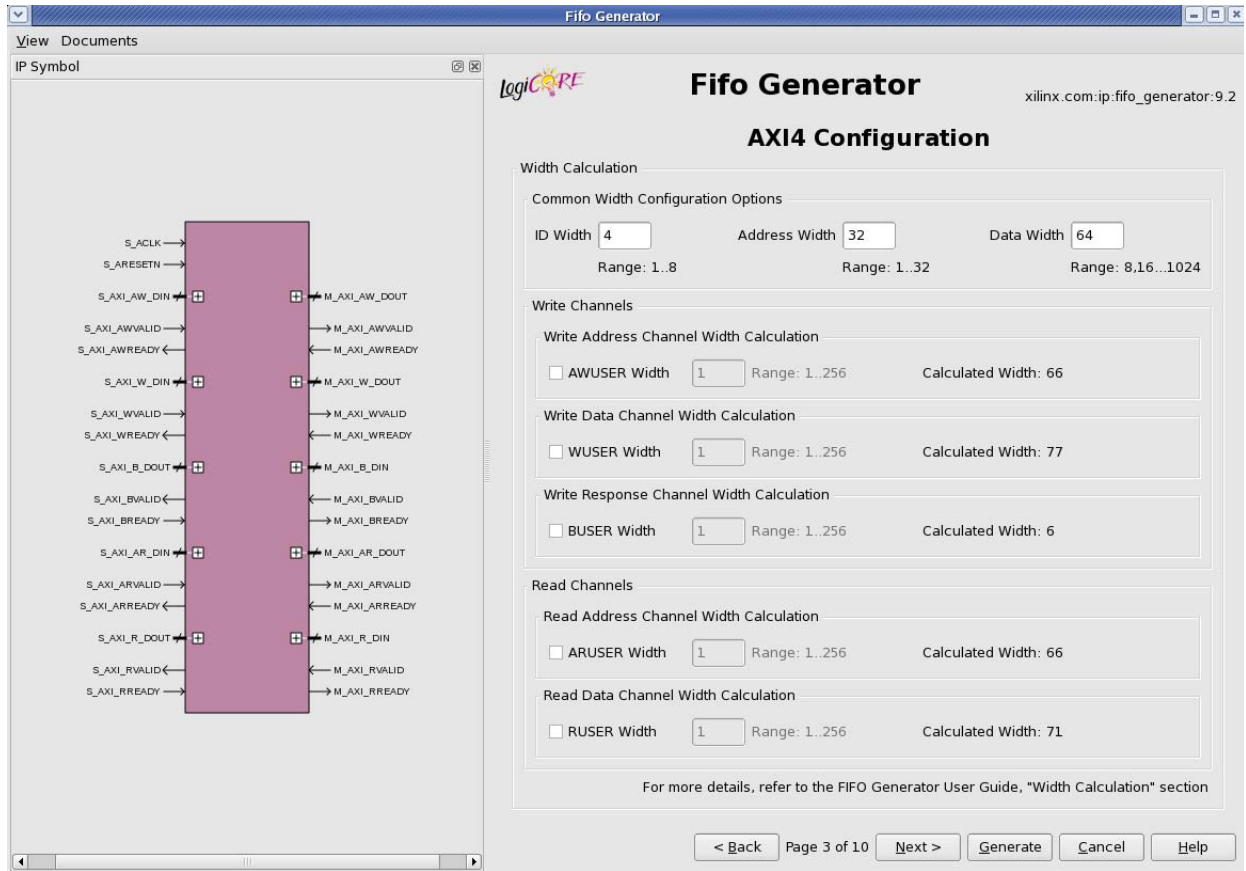 Fifo Generator
View Documents
IP Symbol
S_ACLK
S_ARESETN
S_AXI_AW_DIN M_AXI_AW_DOUT
S_AXI_AWVALID M_AXI_AWVALID
S_AXI_AWREADY M_AXI_AWREADY
S_AXI_W_DIN M_AXI_W_DOUT
S_AXI_WVALID M_AXI_WVALID
S_AXI_WREADY M_AXI_WREADY
S_AXI_B_DOUT M_AXI_B_DIN
S_AXI_BVALID M_AXI_BVALID
S_AXI_BREADY M_AXI_BREADY
S_AXI_AR_DIN M_AXI_AR_DOUT
S_AXI_ARVALID M_AXI_ARVALID
S_AXI_ARREADY M_AXI_ARREADY
S_AXI_R_DOUT M_AXI_R_DIN
S_AXI_RVALID M_AXI_RVALID
S_AXI_RREADY M_AXI_RREADY
LogiCORE
Fifo Generator
xilinx.com:ip:fifo_generator:9.2
AXI4 Configuration
Width Calculation
Common Width Configuration Options
ID Width 4 Address Width 32 Data Width 64
Range: 1..8 Range: 1..32 Range: 8,16...1024
Write Channels
Write Address Channel Width Calculation
AWUSER Width 1 Range: 1..256 Calculated Width: 66
Write Data Channel Width Calculation
WUSER Width 1 Range: 1..256 Calculated Width: 77
Write Response Channel Width Calculation
BUSER Width 1 Range: 1..256 Calculated Width: 6
Read Channels
Read Address Channel Width Calculation
ARUSER Width 1 Range: 1..256 Calculated Width: 66
Read Data Channel Width Calculation
RUSER Width 1 Range: 1..256 Calculated Width: 71
For more details, refer to the FIFO Generator User Guide, "Width Calculation" section
< Back Page 3 of 10 Next > Generate Cancel Help